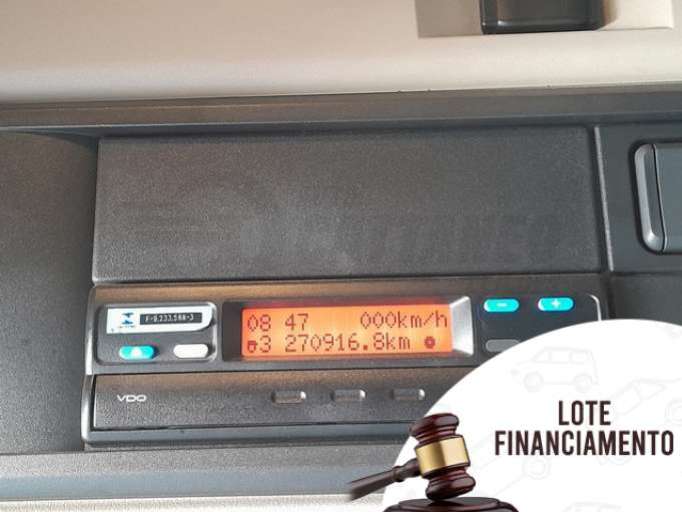 08 47 000km/h
3 270916.8km
VDO
LOTE
FINANCIAMENTO